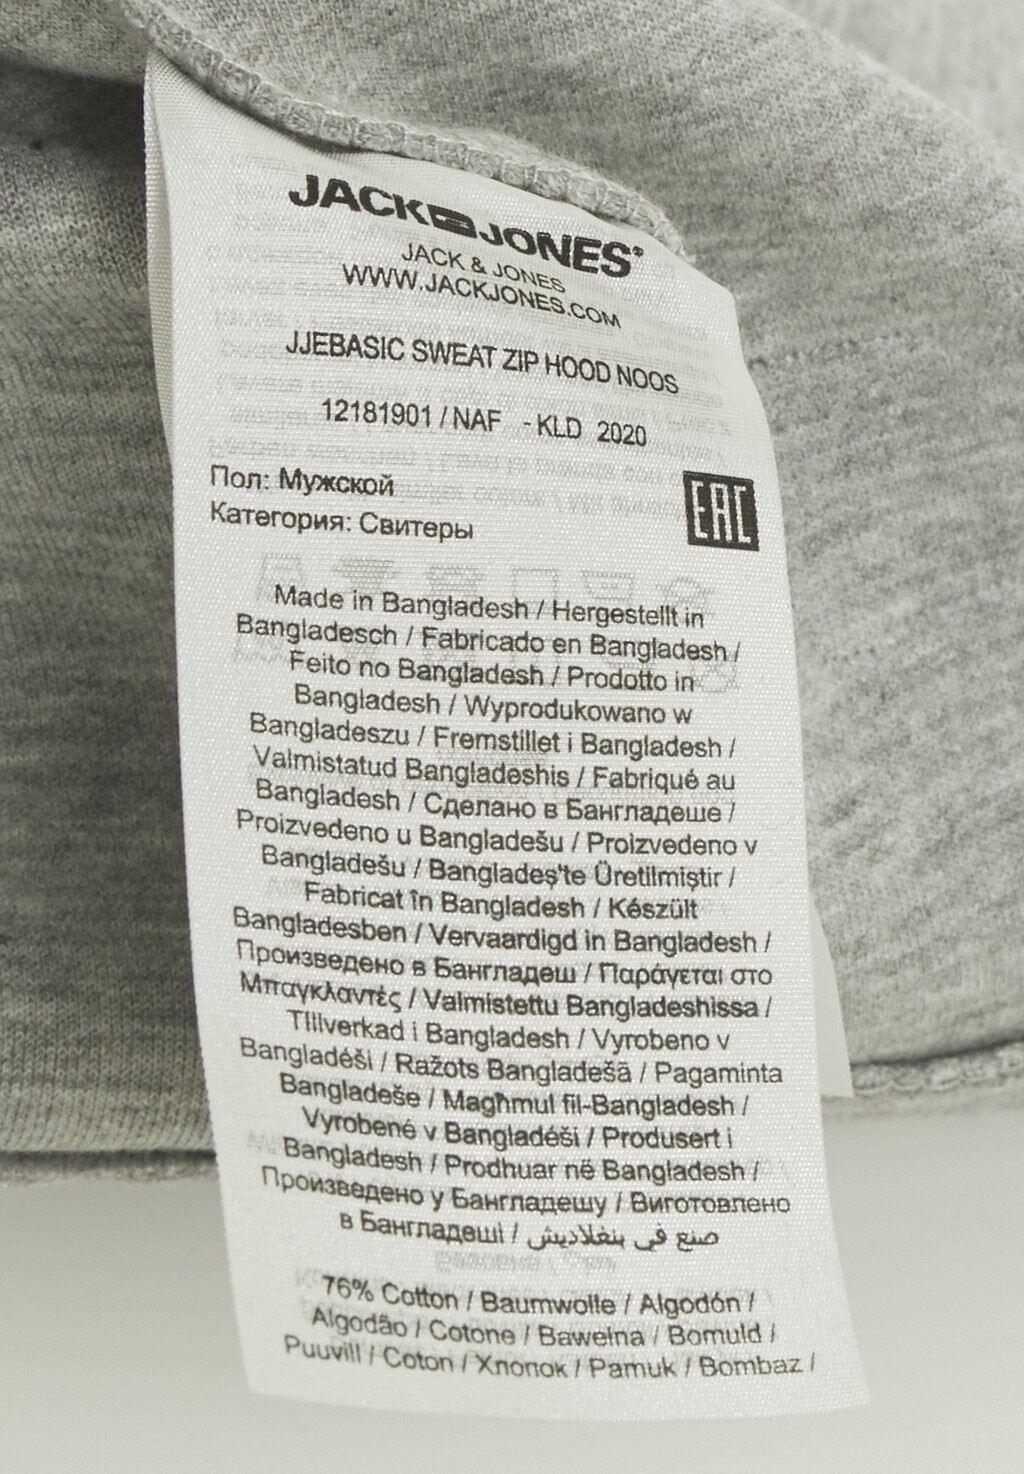 JACK JONES®
JACK & JONES
WWW.JACKJONES.COM
JJEBASIC SWEAT ZIP HOOD NOOS
12181901 / NAF - KLD 2020
Пол: Мужской
Категория: Свитеры
EAC
Made in Bangladesh / Hergestellt in
Bangladesch / Fabricado en Bangladesh /
Feito no Bangladesh / Prodotto in
Bangladesh / Wyprodukowano w
Bangladeszu / Fremstillet i Bangladesh /
Valmistatud Bangladeshis / Fabriqué au
Bangladesh / Сделано в Бангладеше /
Proizvedeno u Bangladešu / Proizvedeno v
Bangladešu / Bangladeş'te Üretilmiştir /
Fabricat în Bangladesh / Készült
Bangladesben / Vervaardigd in Bangladesh /
Произведено в Бангладеш / Παράγεται στο
Μπαγκλαντές / Valmistettu Bangladeshissa /
Tillverkad i Bangladesh / Vyrobeno v
Bangladéši / Ražots Bangladešā / Pagaminta
Bangladeše / Magħmul fil-Bangladesh /
Vyrobené v Bangladéši / Produsert i
Bangladesh / Prodhuar në Bangladesh /
Произведено у Бангладешу / Виготовлено
в Бангладеші / صنع في بنغلاديش
76% Cotton / Baumwolle / Algodón /
Algodão / Cotone / Bawełna / Bomuld /
Puuvill / Coton / Хлопок / Pamuk / Bombaz /